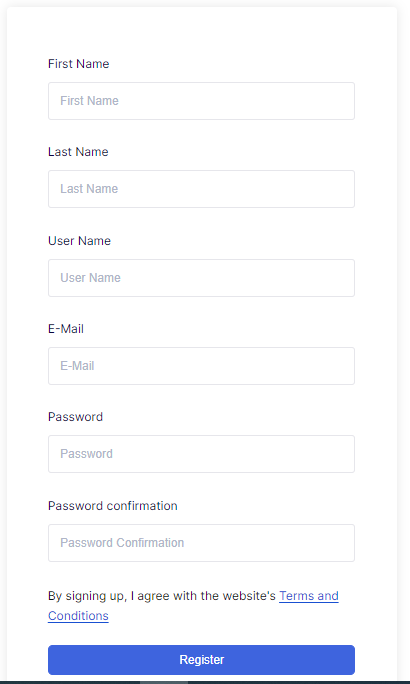 First Name
First Name
Last Name
Last Name
User Name
User Name
E-Mail
E-Mail
Password
Password
Password confirmation
Password Confirmation
By signing up, I agree with the website's Terms and
Conditions
Register